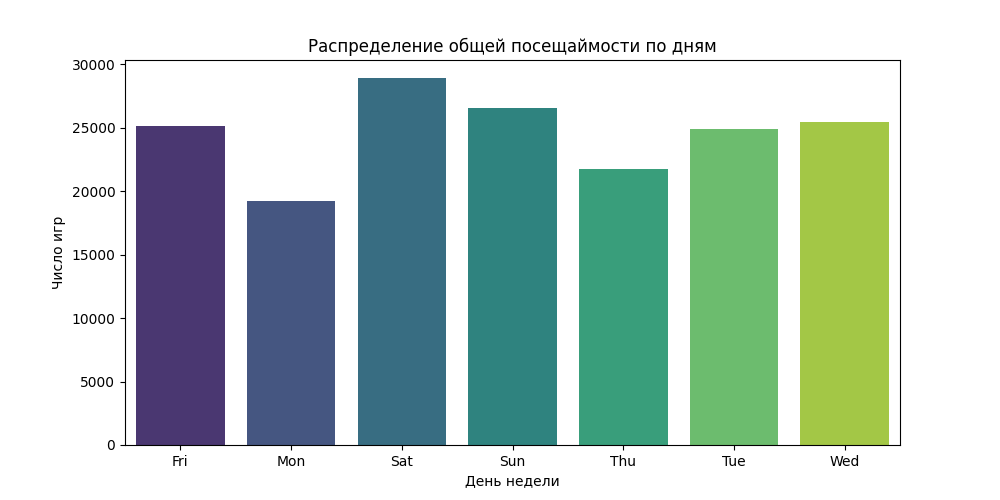 Распределение общей посещаймости по дням
30000
25000
20000
15000
10000
5000
0
Число игр
Fri Mon Sat Sun Thu Tue Wed
День недели